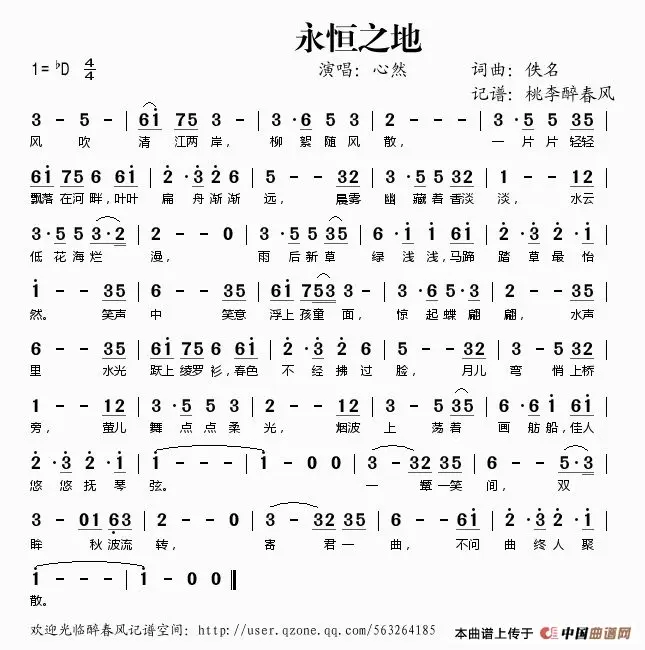 永恒之地
1= ♭D 4/4 演唱：心然 词曲：佚名
记谱：桃李醉春风
3 - 5 - | 6i 75 3 - | 3 · 6 5 3 | 2 - - - | 3 · 5 5 35 |
风 吹 清 江两 岸， 柳 絮 随 风 散， 一 片 片 轻轻
6i 75 6 6i | 2 · 3 2 7 | 5 - - 32 | 3 · 5 5 32 | 2 - - i |
飘落 在河 畔，叶叶 扁 舟 渐 渐 远， 晨雾 幽 藏 着 香淡 淡， 水云
3 · 5 5 3·2 | 2 - - 0 | 3 · 5 5 35 | 6 · i i i | 2 · 3 2 i |
低 花 海 烂 漫， 雨 后 新 草 绿 浅 浅，马蹄 踏 草 最 怡
i - - 35 | 6 - - 35 | 6i 753 3 - | 3 · 6 5·3 | 2 - - 35 |
然。 笑声 中 笑意 浮上 孩童 面， 惊 起 蝶 翩 翩， 水声
6 - - 35 | 6i 75 6 6i | 2 · 3 2 6 | 7 - - 35 | 3 - 5 32 |
里 水光 跃上 绫罗 衫，春色 不 经 拂 过 脸， 月儿 弯 悄 上桥
1 - - 12 | 3 · 5 5 3 | 2 - - 12 | 3 - 5 35 | 6 · i i 6i |
旁， 萤儿 舞 点 点 柔 光， 烟波 上 荡 着 画 舫 船，佳人
2 · 3 2 · i | i - - - | i - 0 0 | 3 - 32 35 | 6 - - 5·3 |
悠 悠 抚 琴 弦。 一 颦 一笑 间， 双
3 - 01 63 | 2 - - 0 | 3 - 32 35 | 6 - - 6i | 2 · 3 2 i |
眸 秋 波流 转， 寄 君 一 曲， 不问 曲 终 人 聚
i - - - | i - 0 0 ‖
散。
欢迎光临醉春风记谱空间：http://user.qzone.qq.com/563264185 本曲谱上传于 中国曲谱网